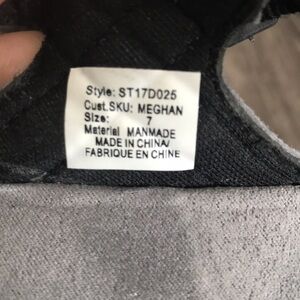 Style: ST17D025
Cust.SKU: MEGHAN
Size: 7
Material MANMADE
MADE IN CHINA/
FABRIQUE EN CHINE